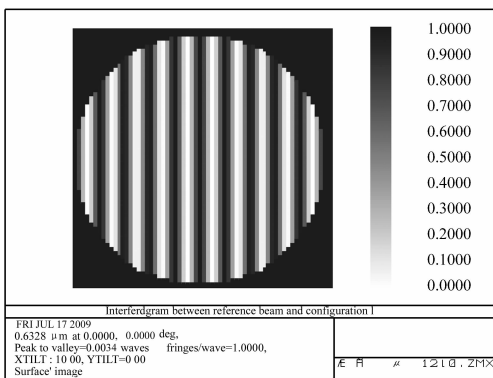 1.0000
0.9000
0.8000
0.7000
0.6000
0.5000
0.4000
0.3000
0.2000
0.1000
0.0000
Interferdgram between reference beam and configuration l
FRI JUL 17 2009
0.6328 μm at 0.0000, 0.0000 deg,
Peak to valley=0.0034 waves fringes/wave=1.0000,
XTILT : 10 00, YTILT=0 00
Surface' image
Æ A μ 12l0.ZMX